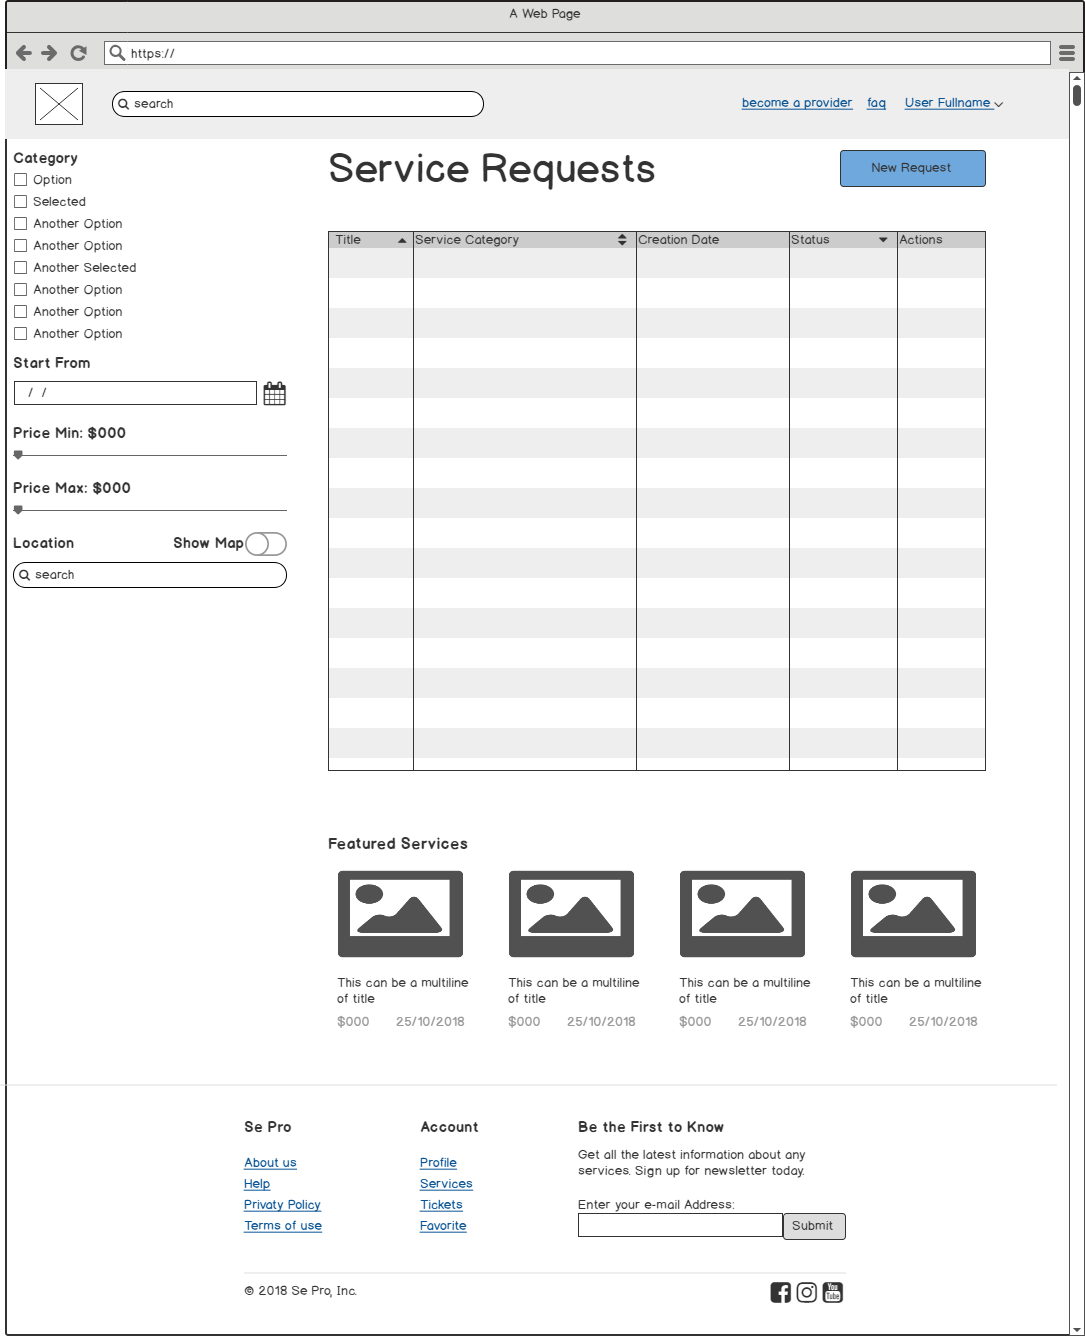 A Web Page
https://
search
become a provider faq User Fullname
Category
Option
Selected
Another Option
Another Option
Another Selected
Another Option
Another Option
Another Option
Start From
/ /
Price Min: $000
Price Max: $000
Location Show Map
search
Service Requests
New Request
Title Service Category Creation Date Status Actions
Featured Services
This can be a multiline
of title
$000 25/10/2018
This can be a multiline
of title
$000 25/10/2018
This can be a multiline
of title
$000 25/10/2018
This can be a multiline
of title
$000 25/10/2018
Se Pro
About us
Help
Privaty Policy
Terms of use
Account
Profile
Services
Tickets
Favorite
Be the First to Know
Get all the latest information about any
services. Sign up for newsletter today.
Enter your e-mail Address:
Submit
© 2018 Se Pro, Inc.
You
Tube